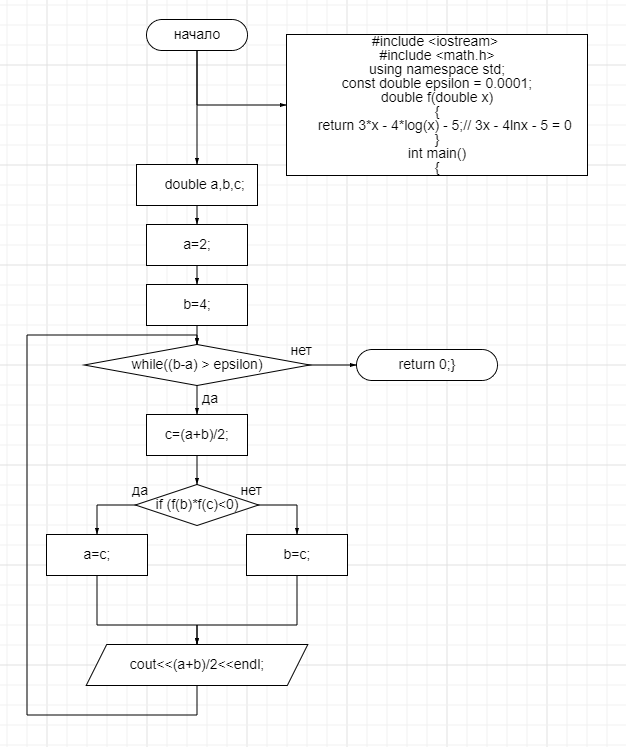 начало
#include <iostream>
#include <math.h>
using namespace std;
const double epsilon = 0.0001;
double f(double x)
{
return 3*x - 4*log(x) - 5;// 3x - 4lnx - 5 = 0
}
int main()
{
double a,b,c;
a=2;
b=4;
while((b-a) > epsilon)
нет
return 0;}
да
c=(a+b)/2;
if (f(b)*f(c)<0)
да
нет
a=c;
b=c;
cout<<(a+b)/2<<endl;